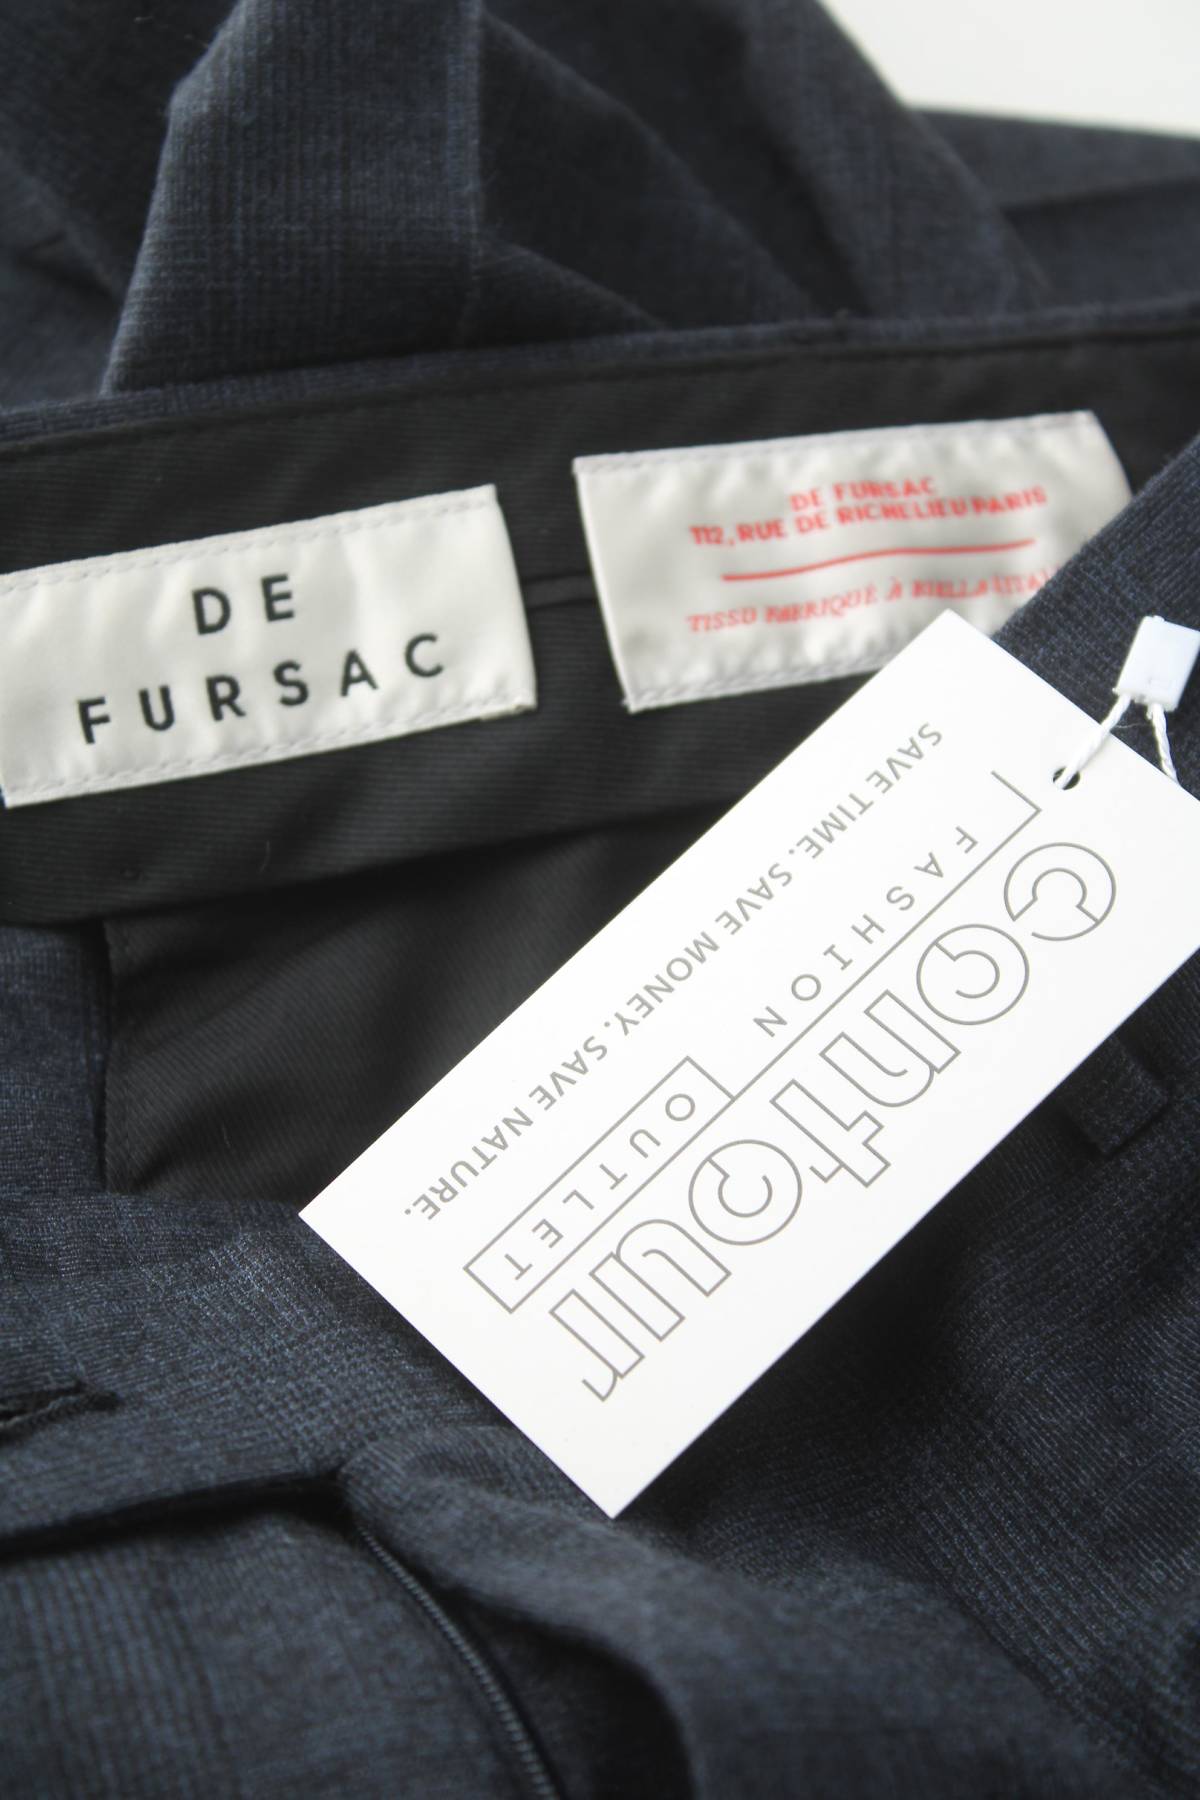 DE
FURSAC
DE FURSAC
112, RUE DE RICHELIEU PARIS
TISSU FABRIQUÉ À BIELLA
contour
FASHION
OUTLET
SAVE TIME. SAVE MONEY. SAVE NATURE.